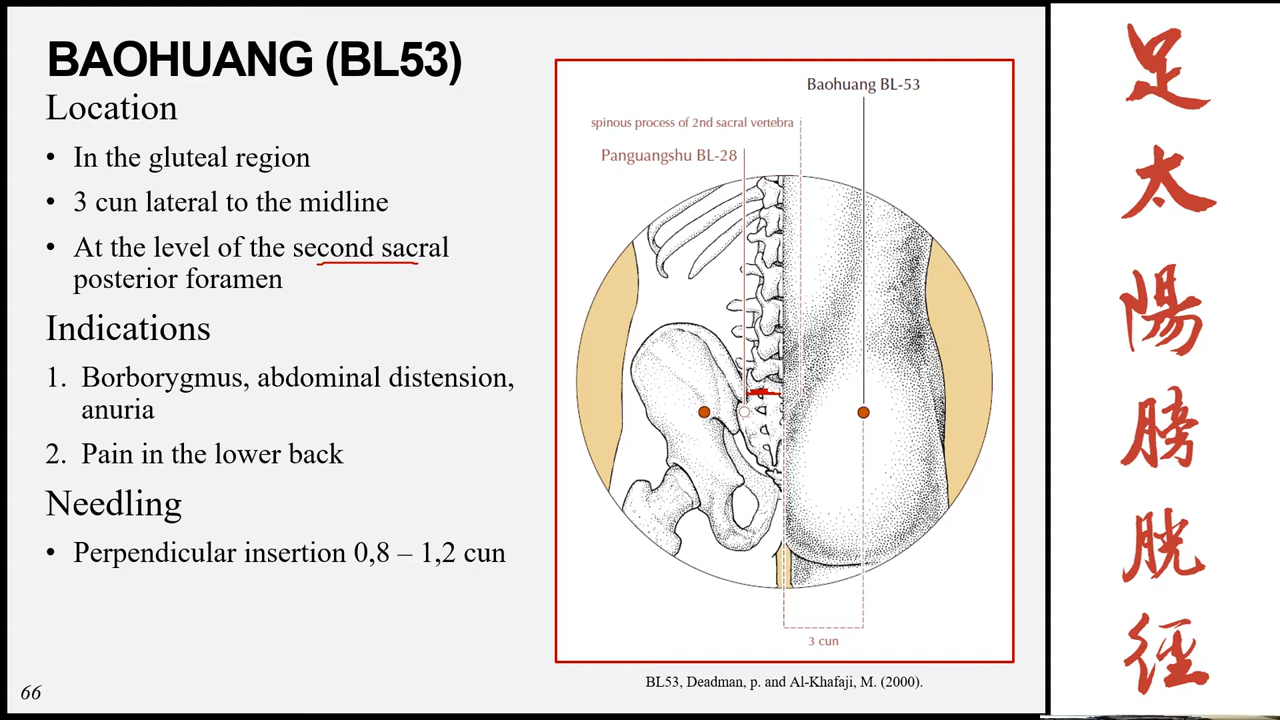 BAOHUANG (BL53)
Location
• In the gluteal region
• 3 cun lateral to the midline
• At the level of the second sacral
posterior foramen
Indications
1. Borborygmus, abdominal distension,
anuria
2. Pain in the lower back
Needling
• Perpendicular insertion 0,8 – 1,2 cun
66
Baohuang BL-53
spinous process of 2nd sacral vertebra
Panguangshu BL-28
3 cun
BL53, Deadman, p. and Al-Khafaji, M. (2000).
足
太
陽
膀
胱
徑